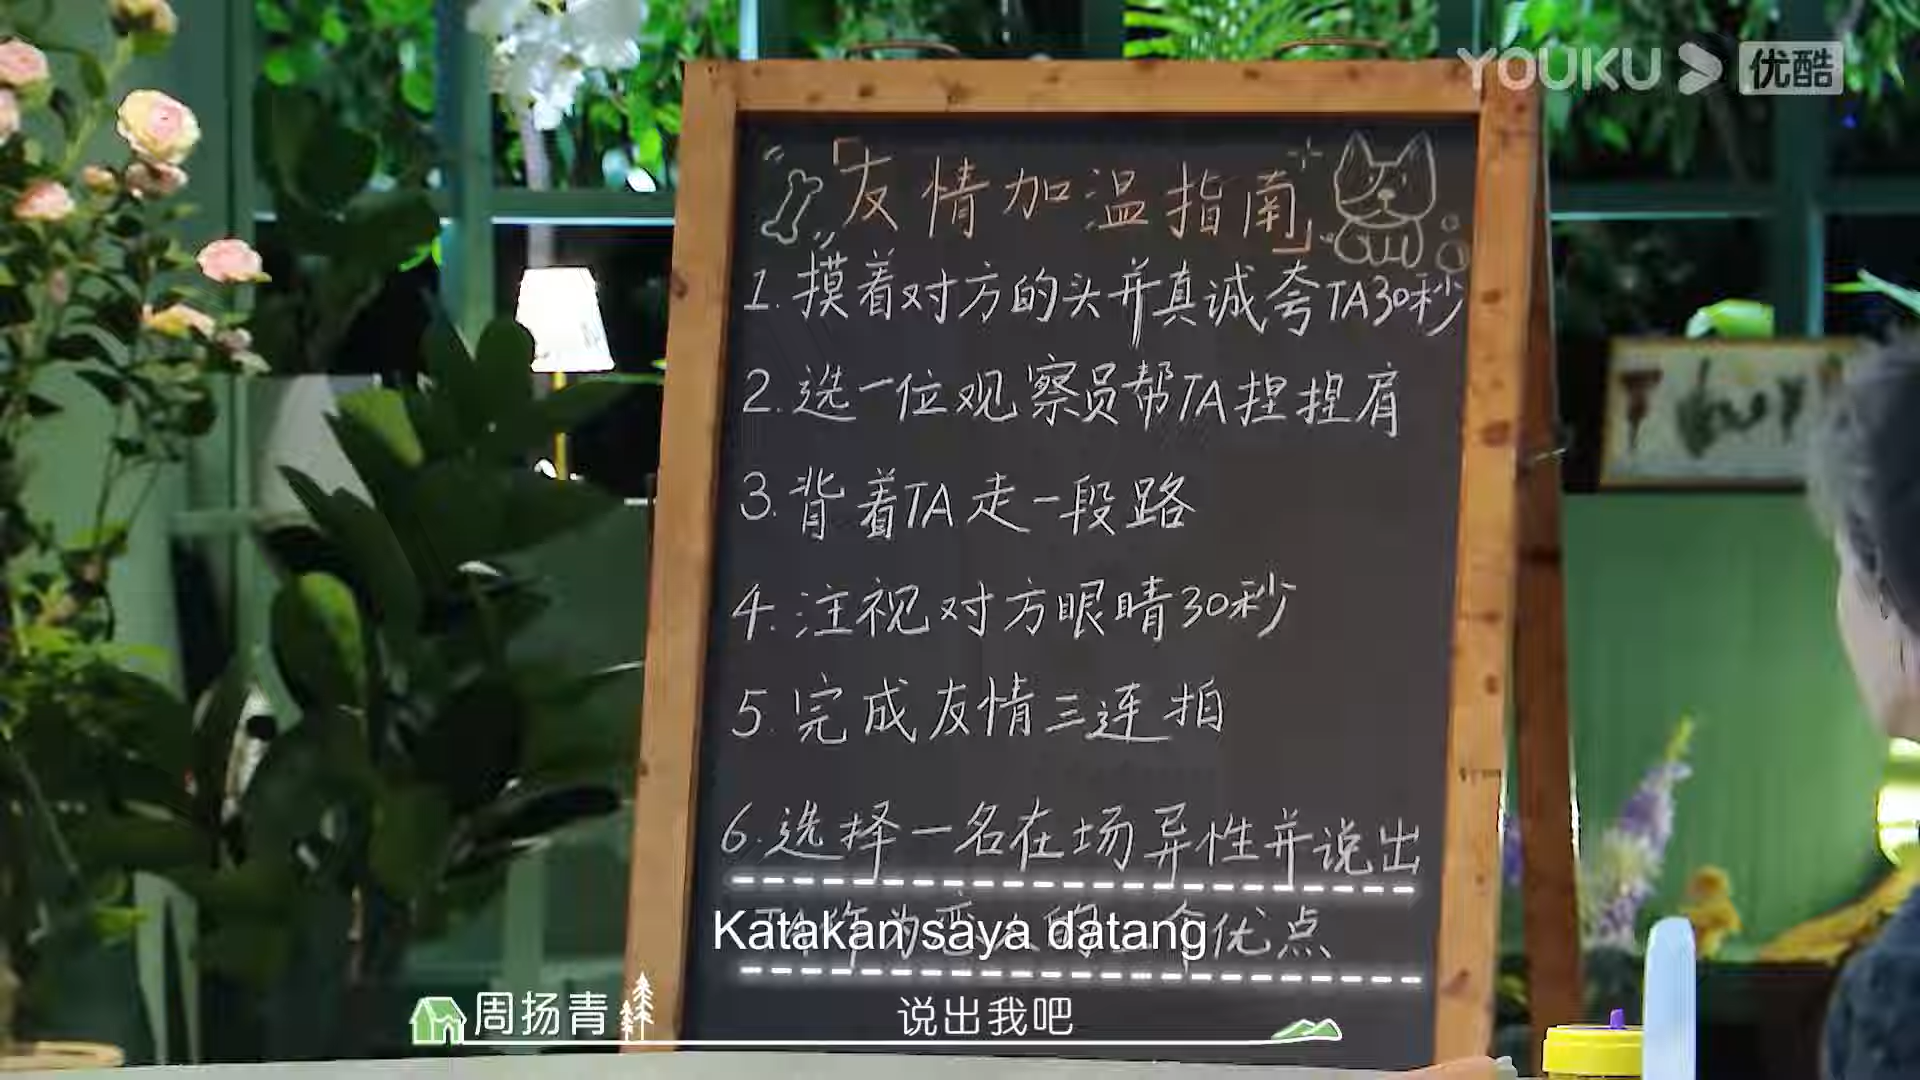 YOUKU 优酷
「友情加温指南」
1. 摸着对方的头并真诚夸TA30秒
2. 选一位观察员帮TA捏捏肩
3. 背着TA走一段路
4. 注视对方眼睛30秒
5. 完成友情三连拍
6. 选择一名在场异性并说出
优点
Katakan saya datang
周扬青 说出我吧